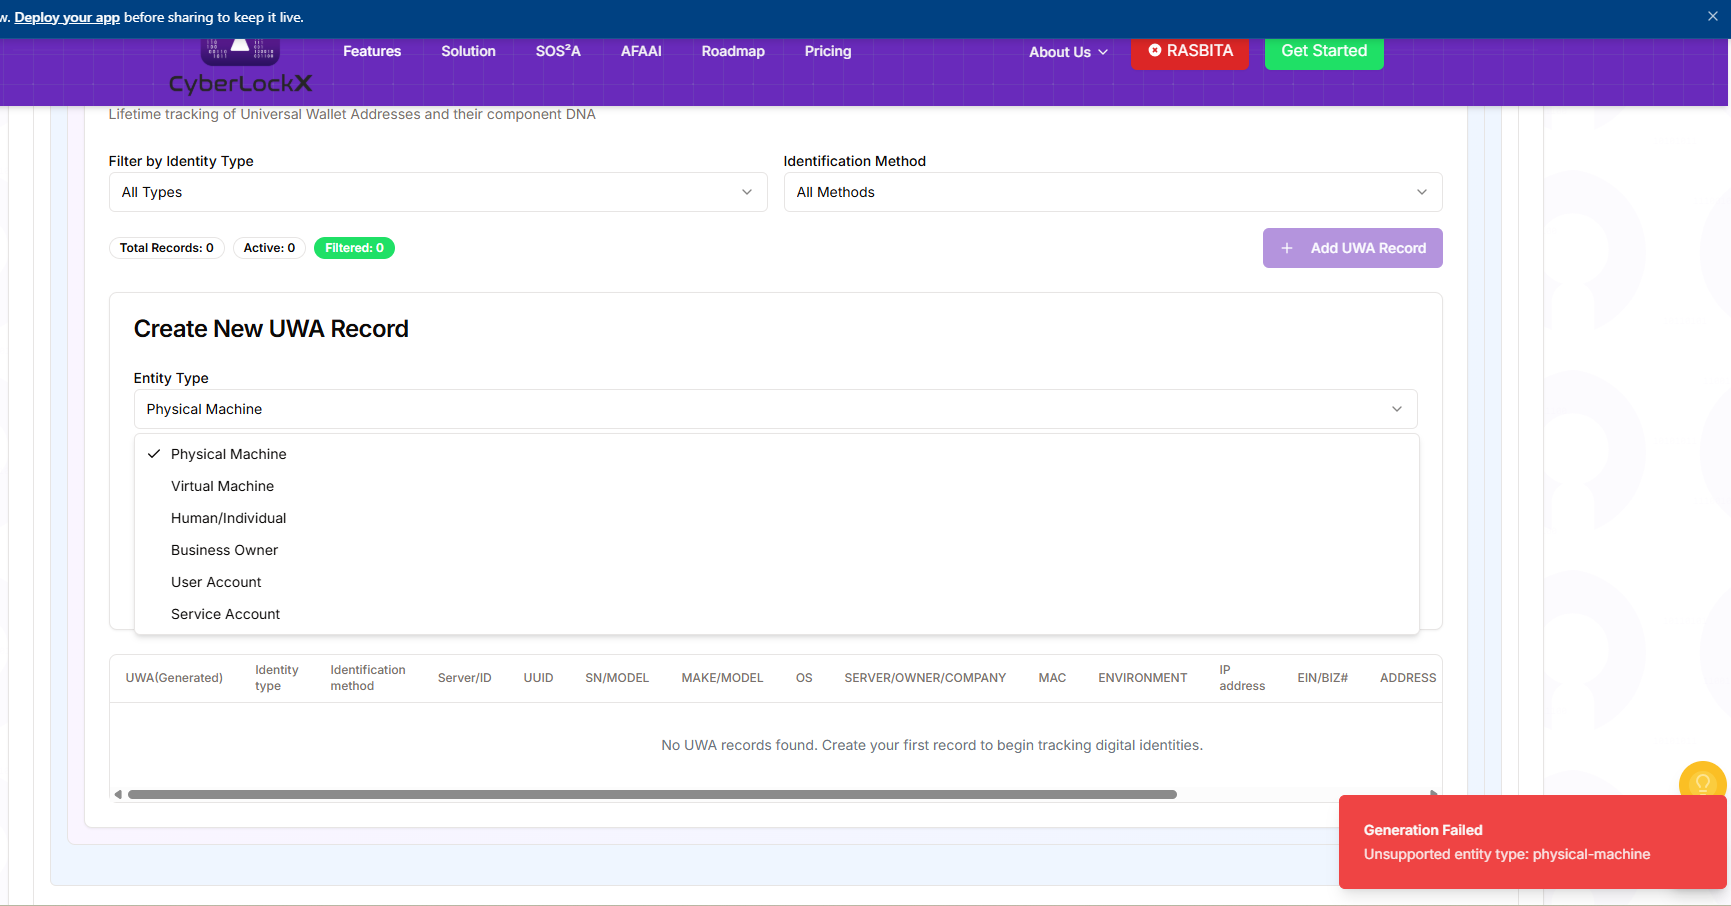 w. Deploy your app before sharing to keep it live.
CyberLockX
Features
Solution
SOS²A
AFAAI
Roadmap
Pricing
About Us
RASBITA
Get Started
Lifetime tracking of Universal Wallet Addresses and their component DNA
Filter by Identity Type
Identification Method
All Types
All Methods
Total Records: 0
Active: 0
Filtered: 0
Add UWA Record
Create New UWA Record
Entity Type
Physical Machine
Physical Machine
Virtual Machine
Human/Individual
Business Owner
User Account
Service Account
UWA(Generated)
Identity type
Identification method
Server/ID
UUID
SN/MODEL
MAKE/MODEL
OS
SERVER/OWNER/COMPANY
MAC
ENVIRONMENT
IP address
EIN/BIZ#
ADDRESS
No UWA records found. Create your first record to begin tracking digital identities.
Generation Failed
Unsupported entity type: physical-machine